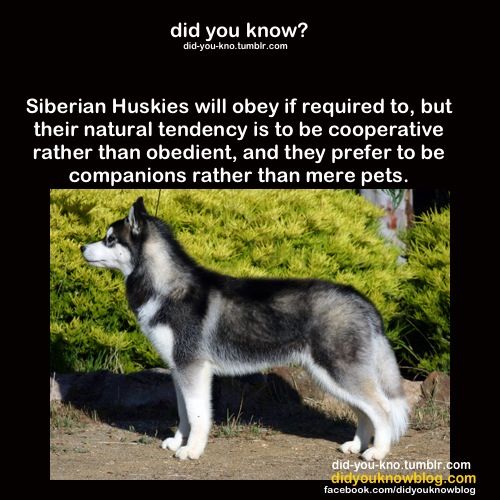 did you know?
did-you-kno.tumblr.com
Siberian Huskies will obey if required to, but
their natural tendency is to be cooperative
rather than obedient, and they prefer to be
companions rather than mere pets.
did-you-kno.tumblr.com
didyouknowblog.com
facebook.com/didyouknowblog